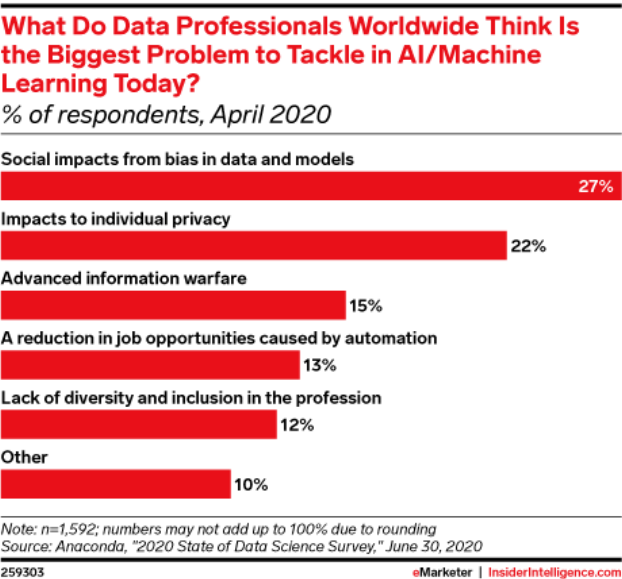 What Do Data Professionals Worldwide Think Is
the Biggest Problem to Tackle in AI/Machine
Learning Today?
% of respondents, April 2020
Social impacts from bias in data and models
27%
Impacts to individual privacy
22%
Advanced information warfare
15%
A reduction in job opportunities caused by automation
13%
Lack of diversity and inclusion in the profession
12%
Other
10%
Note: n=1,592; numbers may not add up to 100% due to rounding
Source: Anaconda, "2020 State of Data Science Survey," June 30, 2020
259303 eMarketer | InsiderIntelligence.com